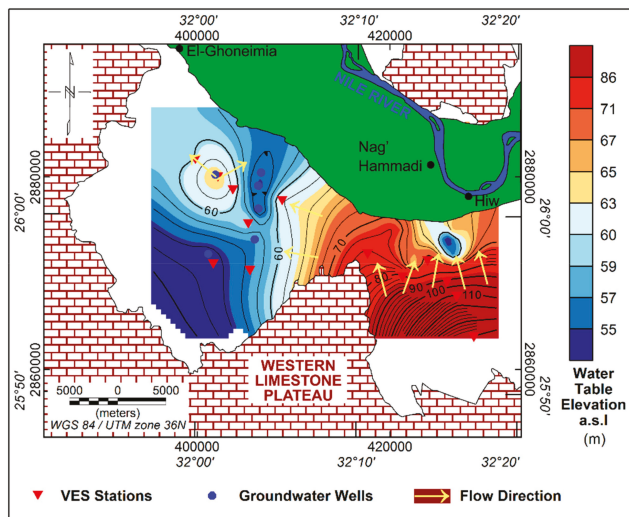 32°00'
32°10'
32°20'
400000
420000
El-Ghoneimia
N
NILE RIVER
Nag'
Hammadi
Hiw
2880000
2880000
26°00'
26°00'
60
60
70
80
90
100
110
WESTERN
LIMESTONE
PLATEAU
2860000
2860000
25°50'
25°50'
5000 0 5000
(meters)
WGS 84 / UTM zone 36N
400000
420000
32°00'
32°10'
32°20'
86
76
71
67
65
63
63
60
59
57
55
Water
Table
Elevation
a.s.l
(m)
VES Stations
Groundwater Wells
Flow Direction